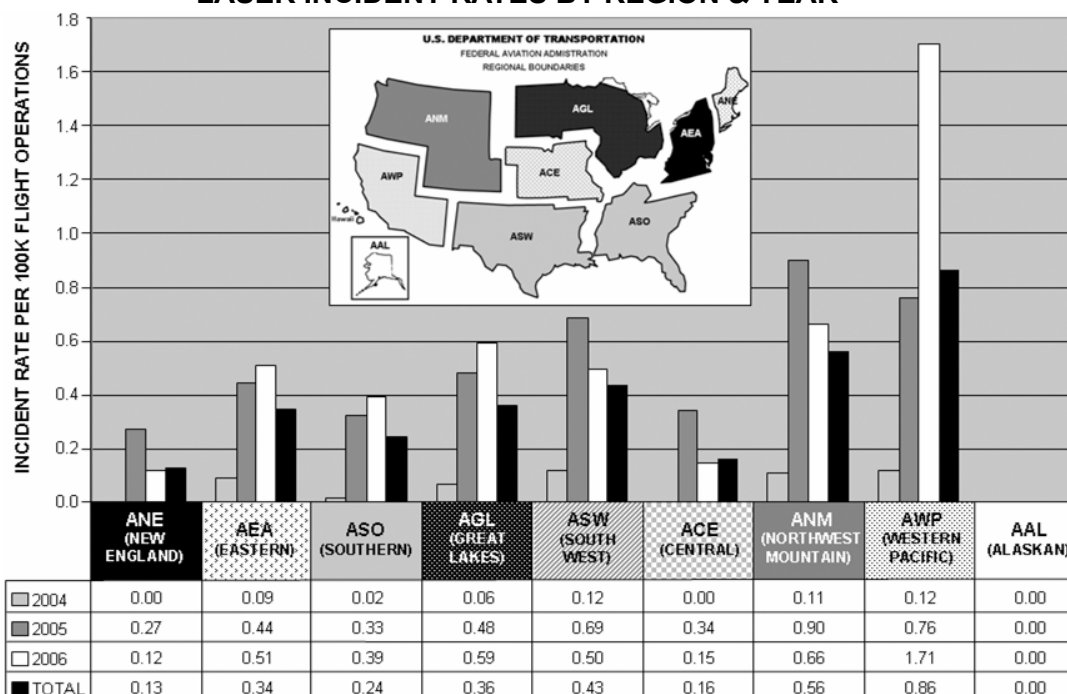 LASER INCIDENT RATES BY REGION & YEAR
INCIDENT RATE PER 100K FLIGHT OPERATIONS
1.8
1.6
1.4
1.2
1.0
0.8
0.6
0.4
0.2
0.0
U.S. DEPARTMENT OF TRANSPORTATION
FEDERAL AVIATION ADMISTRATION
REGIONAL BOUNDARIES
ANM
AGL
ANE
AEA
AWP
ACE
Hawaii
ASW
ASO
AAL
ANE (NEW ENGLAND) AEA (EASTERN) ASO (SOUTHERN) AGL (GREAT LAKES) ASW (SOUTH WEST) ACE (CENTRAL) ANM (NORTHWEST MOUNTAIN) AWP (WESTERN PACIFIC) AAL (ALASKAN)
2004 0.00 0.09 0.02 0.06 0.12 0.00 0.11 0.12 0.00
2005 0.27 0.44 0.33 0.48 0.69 0.34 0.90 0.76 0.00
2006 0.12 0.51 0.39 0.59 0.50 0.15 0.66 1.71 0.00
TOTAL 0.13 0.34 0.24 0.36 0.43 0.16 0.56 0.86 0.00